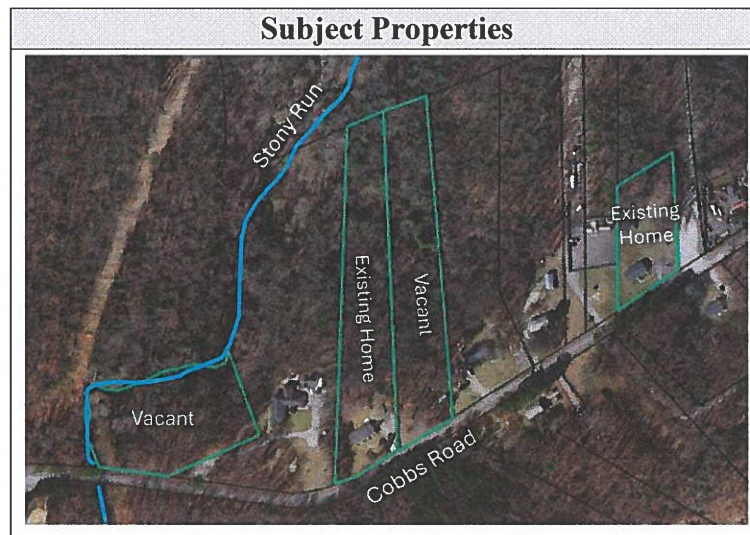 Subject Properties
Stony Run
Existing
Home
Existing Home
Vacant
Vacant
Cobbs Road